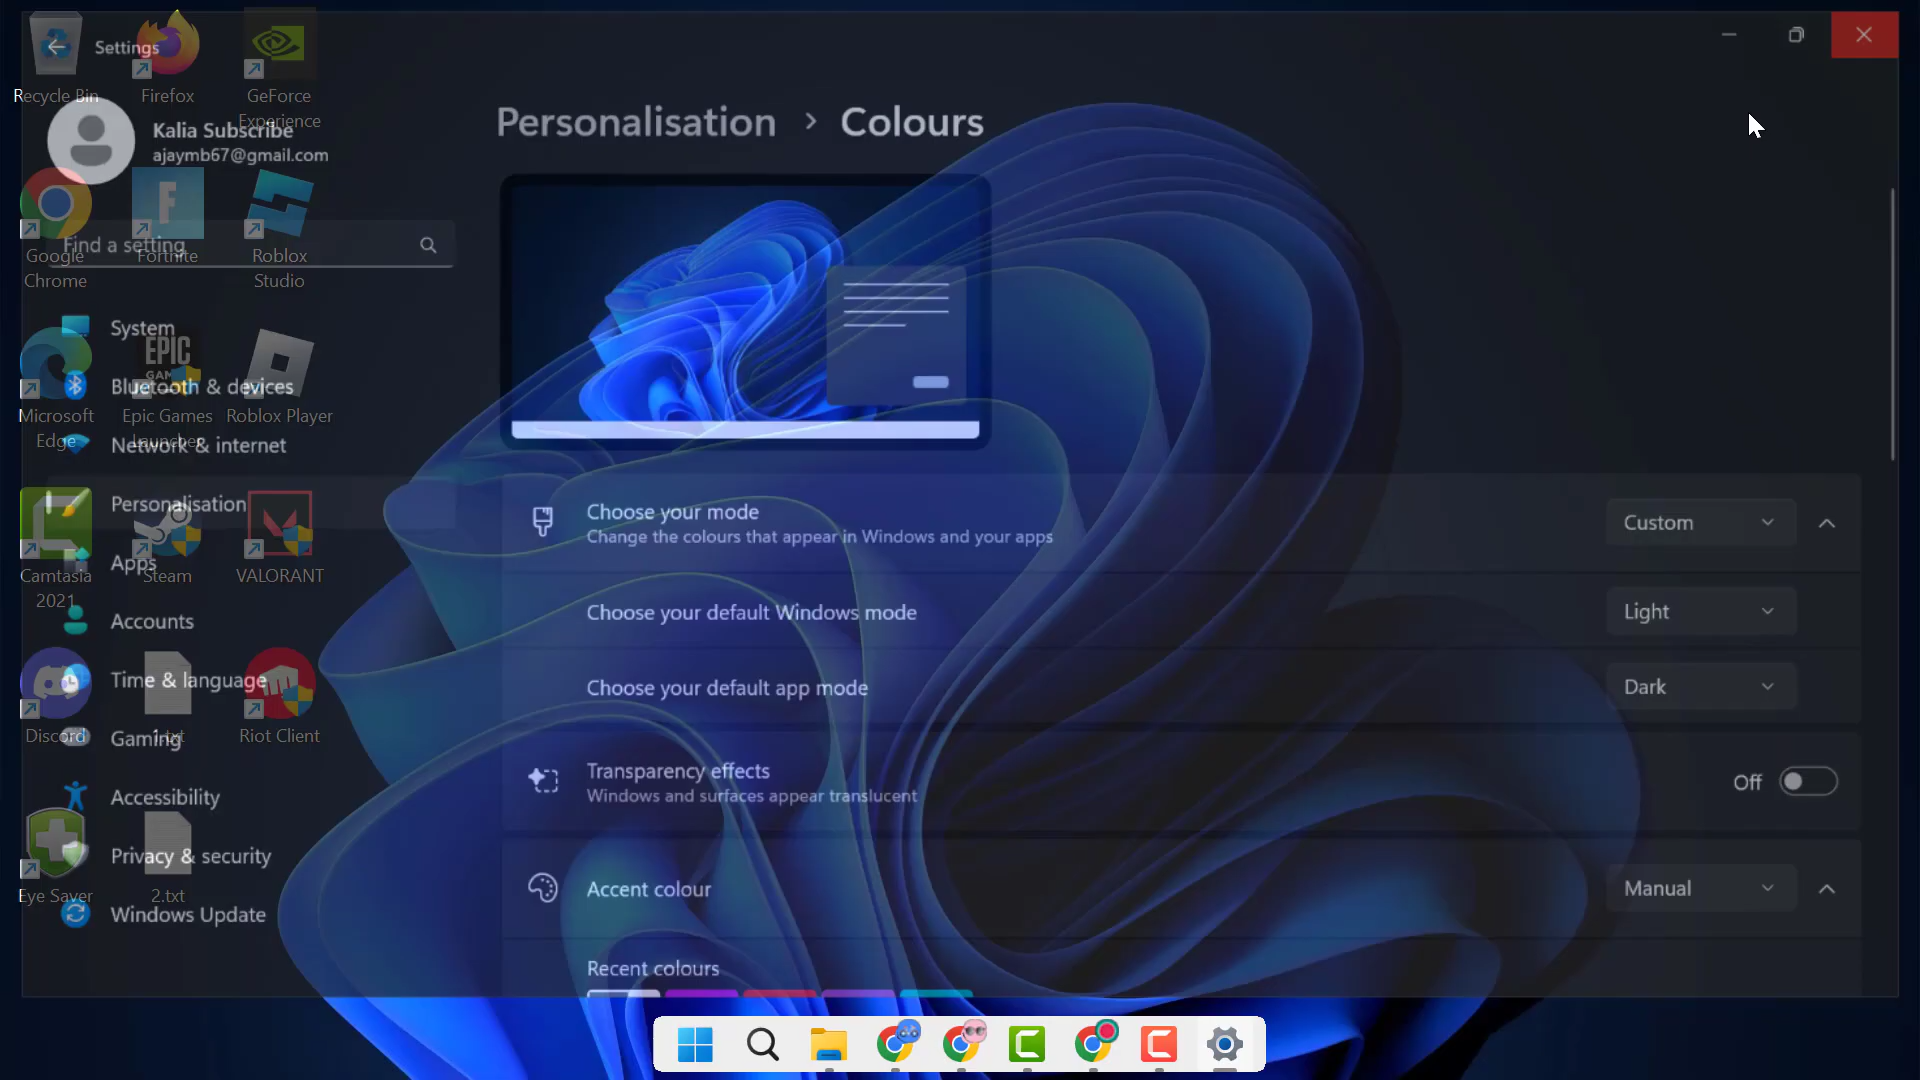 Settings
Recycle Bin
Firefox
GeForce
Experience
Kalia Subscribe
ajaymb67@gmail.com
Find a setting
Google
Chrome
Fortnite
Roblox
Studio
System
Bluetooth & devices
Network & internet
Personalisation
Apps
Accounts
Time & language
Gaming
Accessibility
Privacy & security
Windows Update
Microsoft
Edge
EPIC
Epic Games
Launcher
Roblox Player
Camtasia
2021
Steam
VALORANT
Discord
1.txt
Riot Client
Eye Saver
2.txt
Personalisation > Colours
Choose your mode
Change the colours that appear in Windows and your apps
Custom
Choose your default Windows mode
Light
Choose your default app mode
Dark
Transparency effects
Windows and surfaces appear translucent
Off
Accent colour
Manual
Recent colours